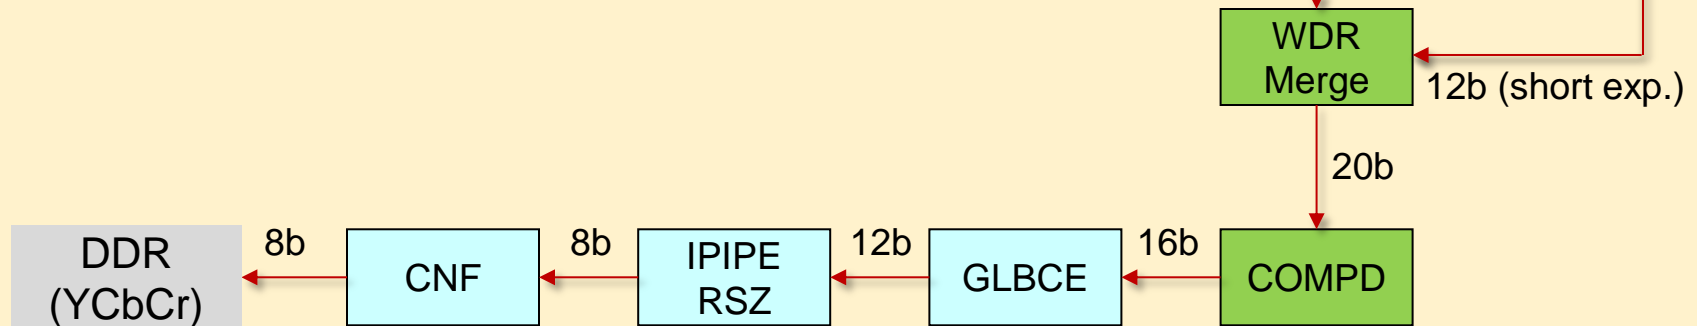 WDR
Merge
12b (short exp.)
20b
DDR
(YCbCr)
8b
CNF
8b
IPIPE
RSZ
12b
GLBCE
16b
COMPD